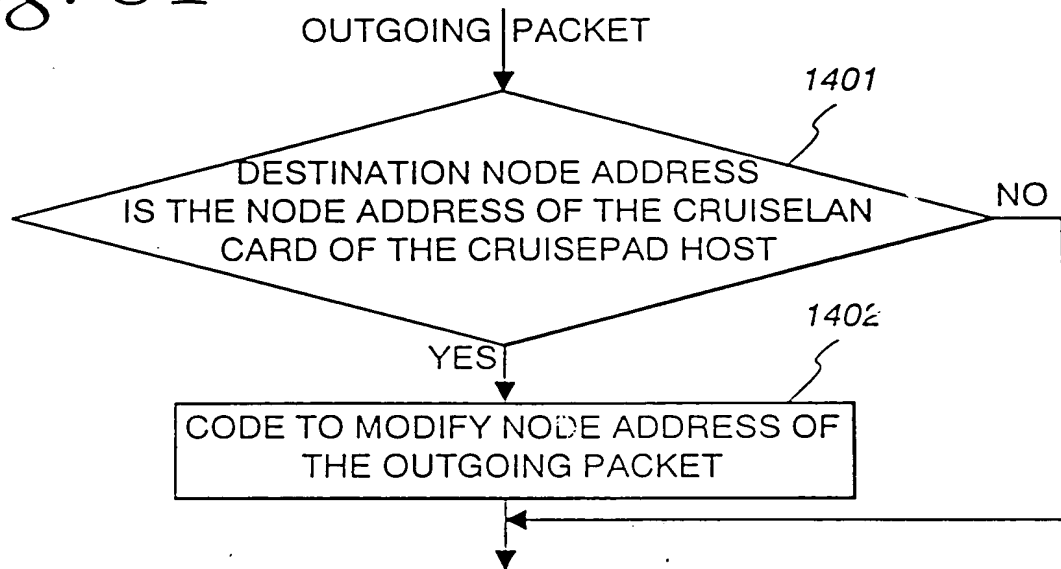 OUTGOING PACKET
1401
DESTINATION NODE ADDRESS
IS THE NODE ADDRESS OF THE CRUISELAN
CARD OF THE CRUISEPAD HOST
NO
1402
YES
CODE TO MODIFY NODE ADDRESS OF
THE OUTGOING PACKET